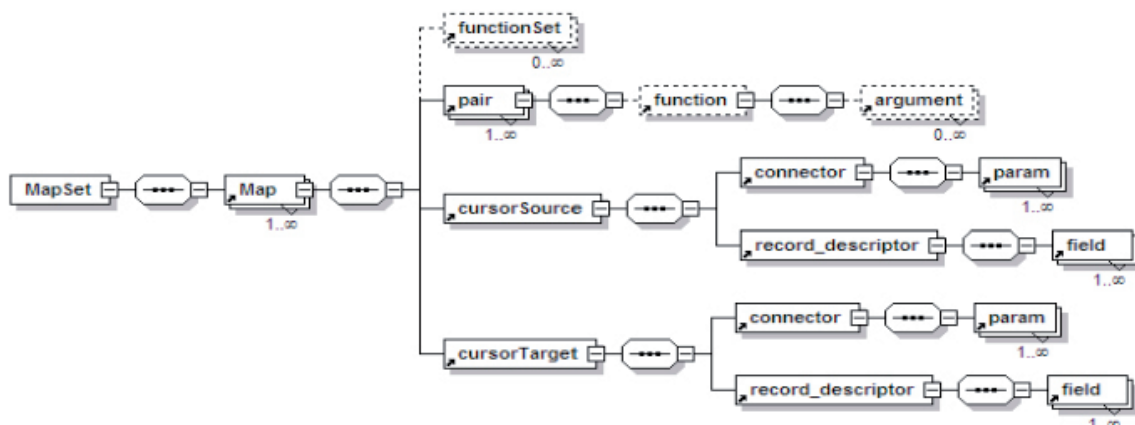 functionSet
0..∞
pair
function
argument
1..∞
0..∞
MapSet
Map
1..∞
connector
param
1..∞
cursorSource
record_descriptor
field
1..∞
connector
param
1..∞
cursorTarget
record_descriptor
field
1..∞